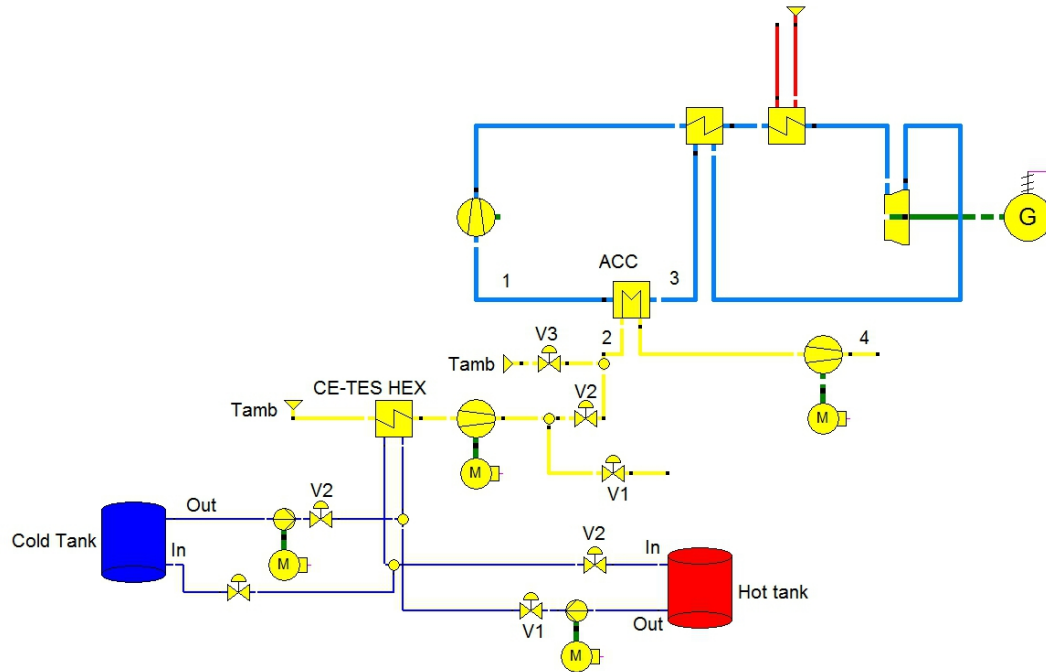 G
ACC
1
3
2
4
V3
Tamb
CE-TES HEX
Tamb
V2
M
M
V1
V2
Out
Cold Tank
In
M
V2
In
Hot tank
V1
Out
M